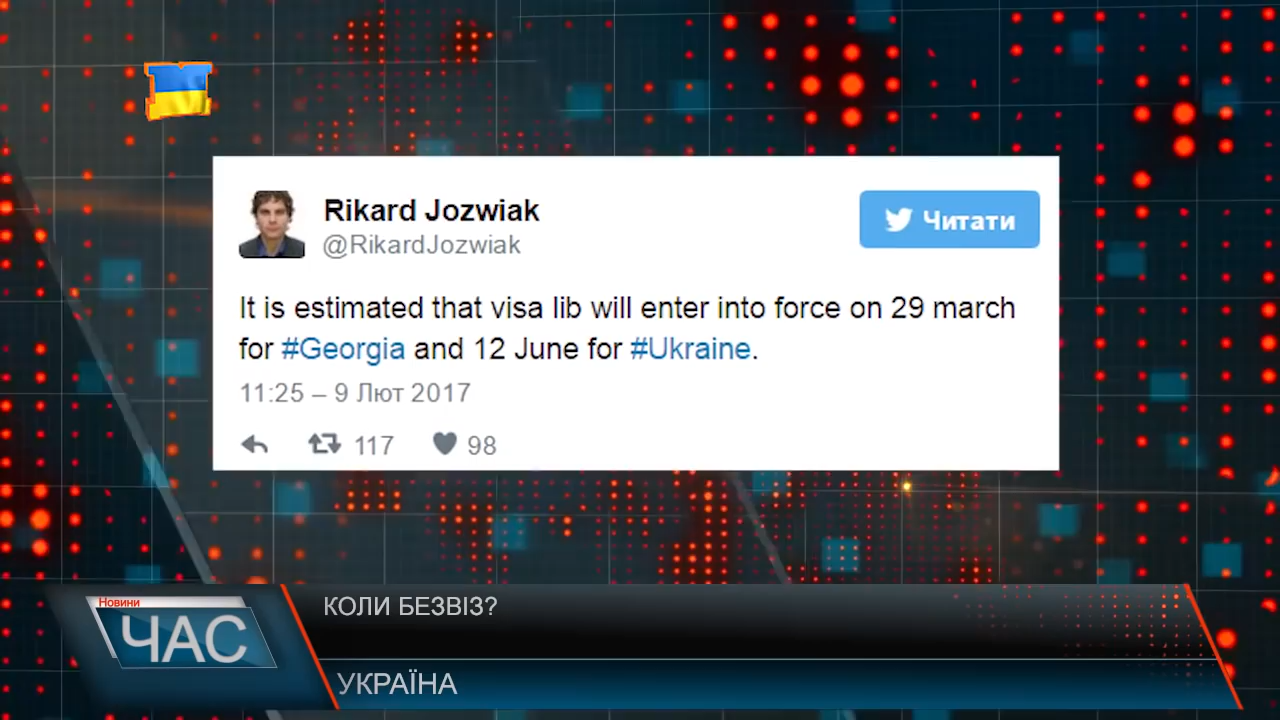 Rikard Jozwiak
@RikardJozwiak
Читати
It is estimated that visa lib will enter into force on 29 march
for #Georgia and 12 June for #Ukraine.
11:25 – 9 Лют 2017
117 98
Новини
ЧАС
КОЛИ БЕЗВІЗ?
УКРАЇНА